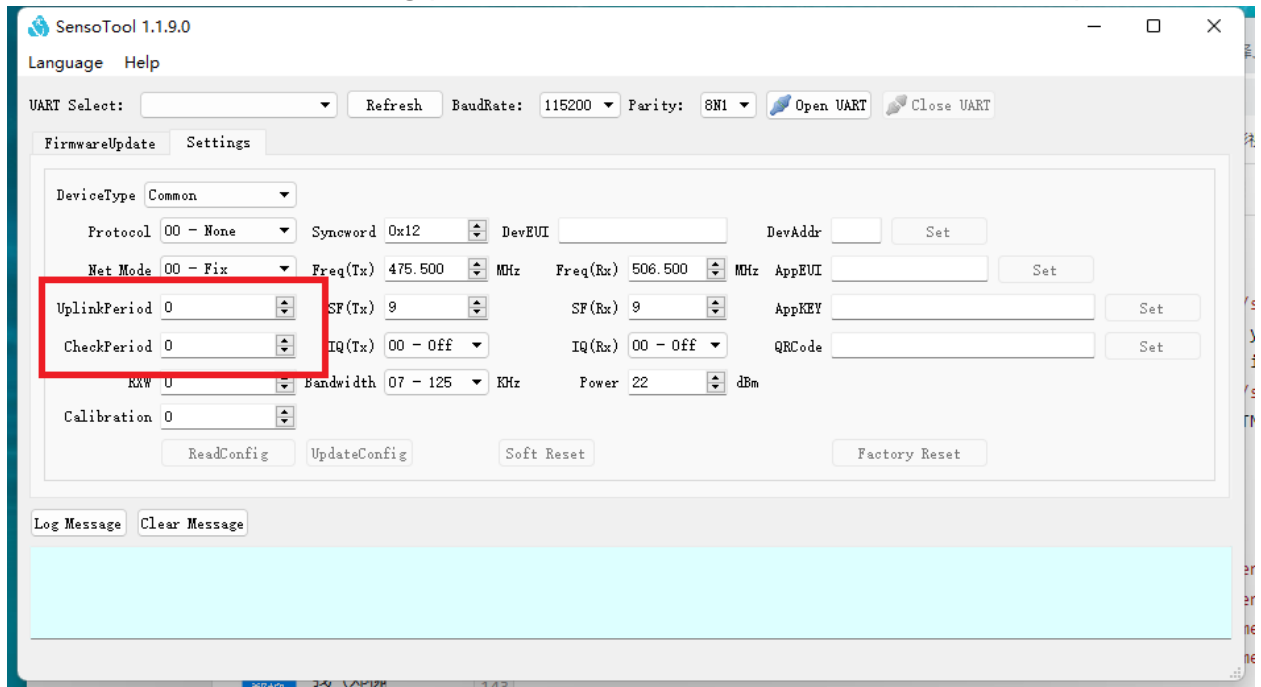 SensoTool 1.1.9.0
Language Help
UART Select: Refresh BaudRate: 115200 Parity: 8N1 Open UART Close UART
FirmwareUpdate Settings
DeviceType Common
Protocol 00 - None Syncword 0x12 DevEUI DevAddr Set
Net Mode 00 - Fix Freq(Tx) 475.500 MHz Freq(Rx) 506.500 MHz AppEUI Set
UplinkPeriod 0 SF(Tx) 9 SF(Rx) 9 AppKEY Set
CheckPeriod 0 IQ(Tx) 00 - Off IQ(Rx) 00 - Off QRCode Set
RXW 0 Bandwidth 07 - 125 KHz Power 22 dBm
Calibration 0
ReadConfig UpdateConfig Soft Reset Factory Reset
Log Message Clear Message
143